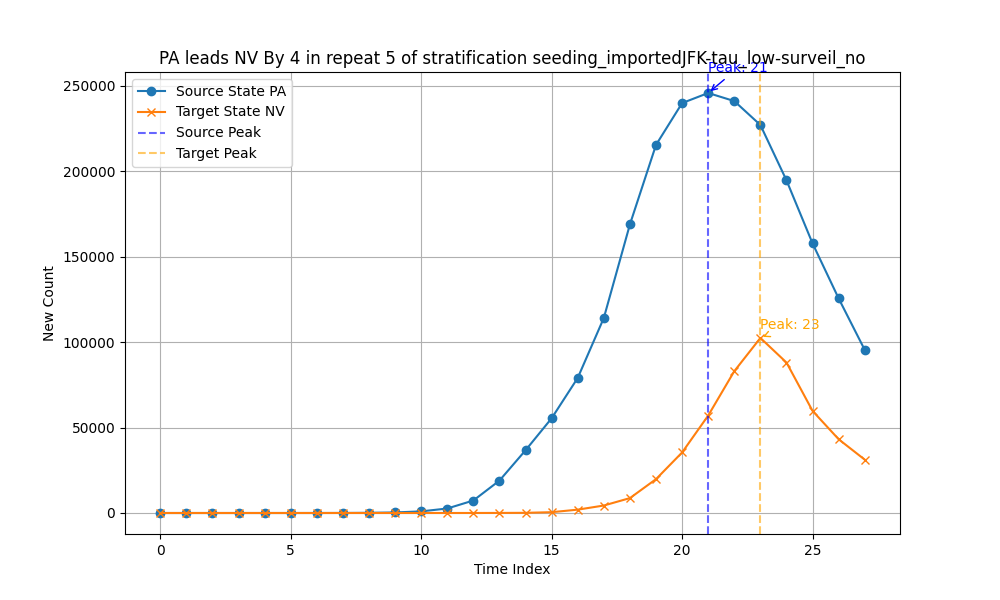 PA leads NV By 4 in repeat 5 of stratification seeding_importedJFK-tau_low-surveil_no
Peak: 21
Source State PA
Target State NV
Source Peak
Target Peak
Peak: 23
250000
200000
150000
100000
50000
0
New Count
0 5 10 15 20 25
Time Index